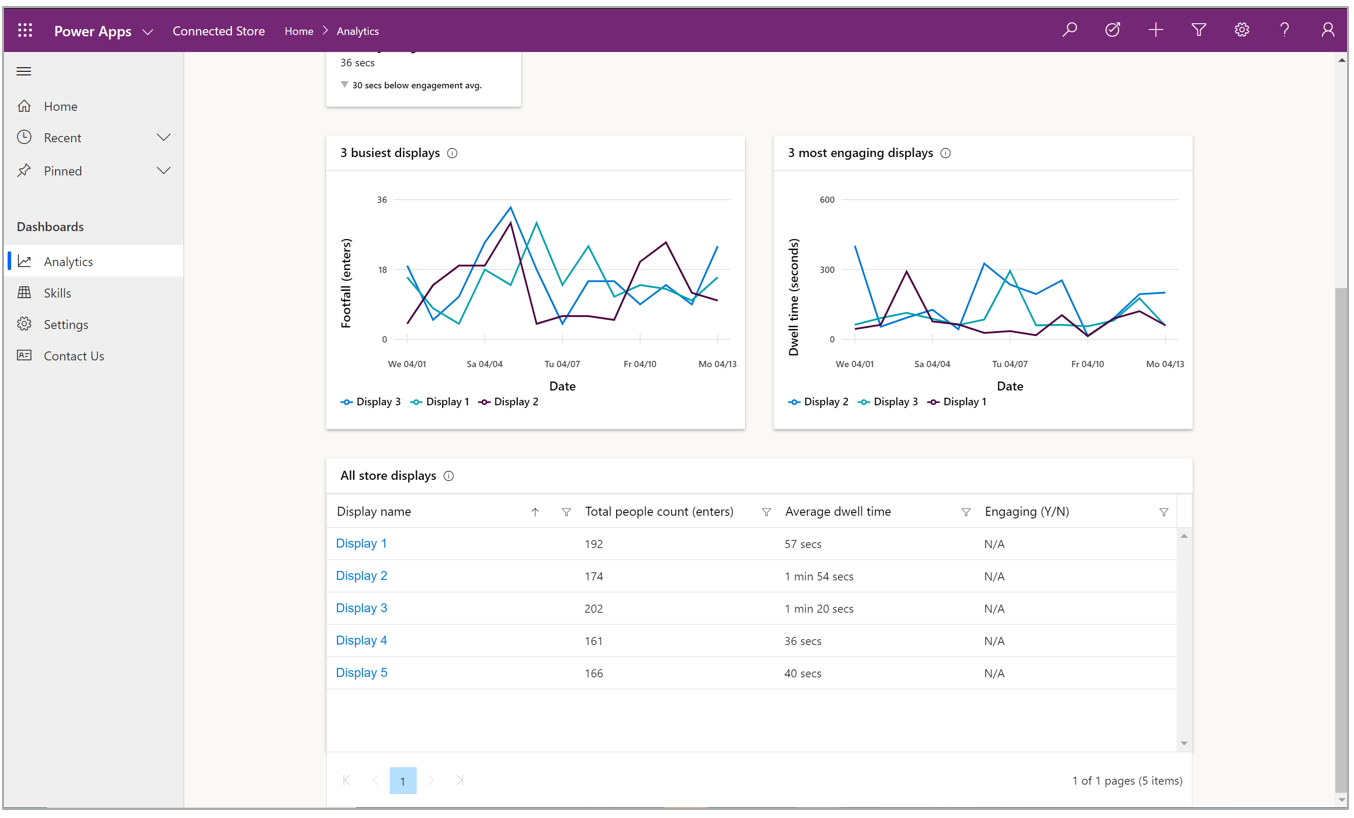 Power Apps Connected Store Home > Analytics
36 secs
30 secs below engagement avg.
Home
Recent
Pinned
Dashboards
Analytics
Skills
Settings
Contact Us
3 busiest displays
36
18
0
Footfall (enters)
We 04/01 Sa 04/04 Tu 04/07 Fr 04/10 Mo 04/13
Date
Display 3 Display 1 Display 2
3 most engaging displays
600
300
0
Dwell time (seconds)
We 04/01 Sa 04/04 Tu 04/07 Fr 04/10 Mo 04/13
Date
Display 2 Display 3 Display 1
All store displays
Display name Total people count (enters) Average dwell time Engaging (Y/N)
Display 1 192 57 secs N/A
Display 2 174 1 min 54 secs N/A
Display 3 202 1 min 20 secs N/A
Display 4 161 36 secs N/A
Display 5 166 40 secs N/A
1
1 of 1 pages (5 items)